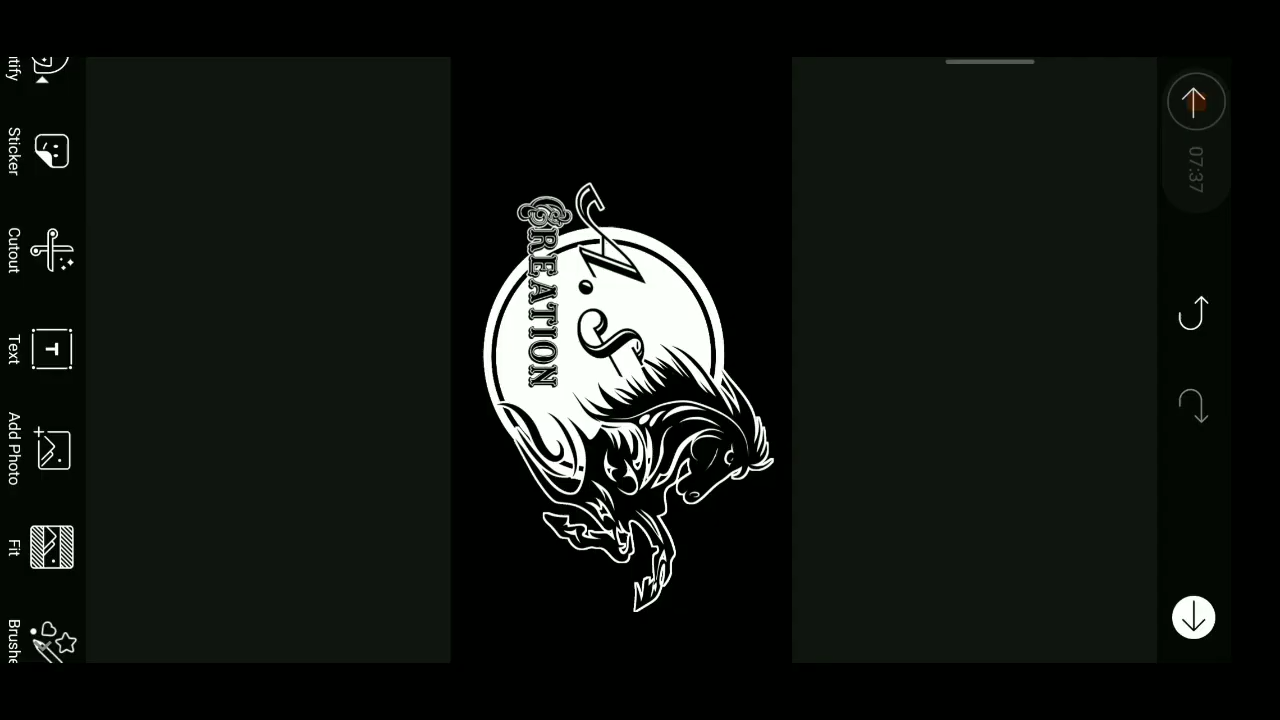 S.S
CREATION
07:37
tify
Sticker
Cutout
Text
T
Add Photo
Fit
Brushe